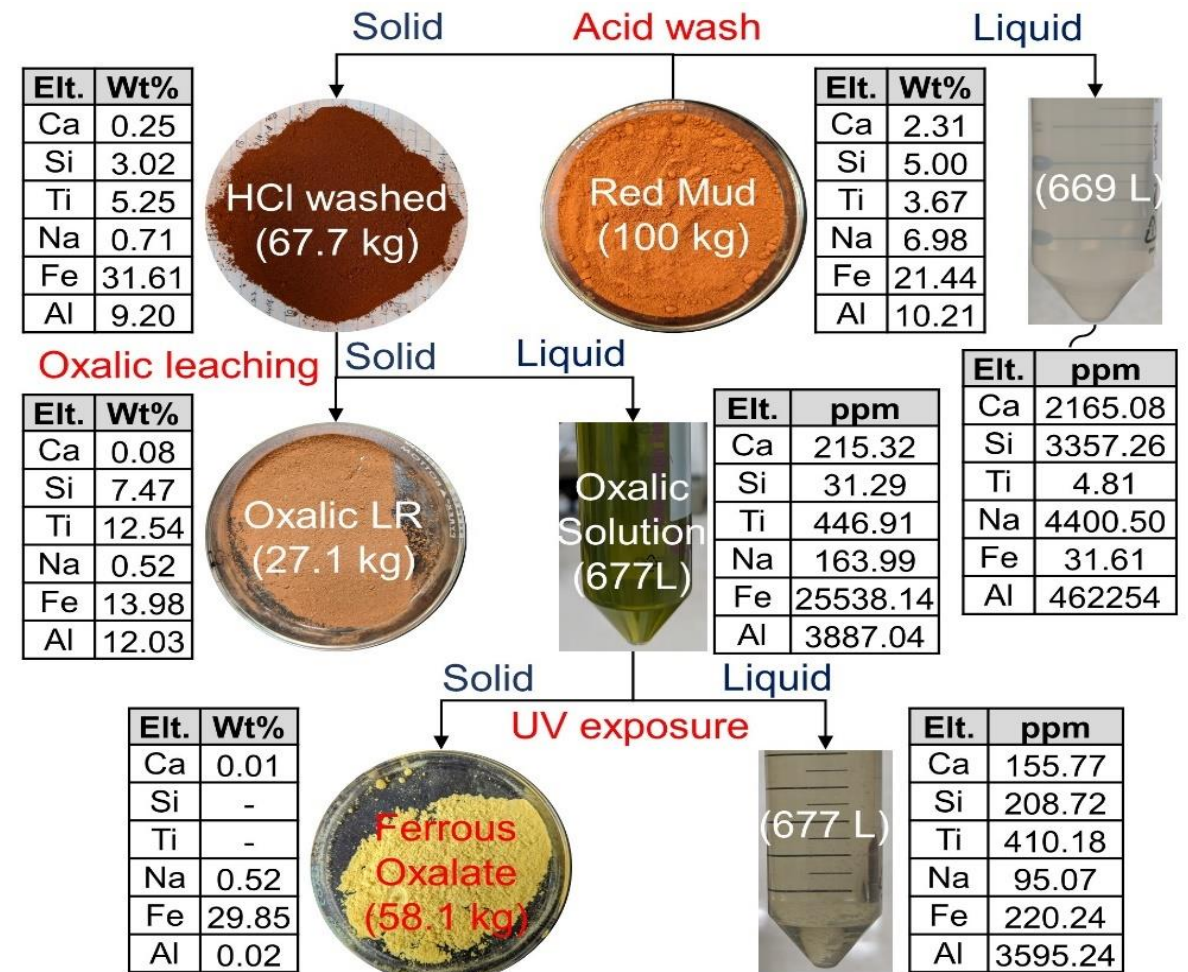 Solid
Acid wash
Liquid
Elt. Wt%
Ca 0.25
Si 3.02
Ti 5.25
Na 0.71
Fe 31.61
Al 9.20
HCl washed
(67.7 kg)
Red Mud
(100 kg)
Elt. Wt%
Ca 2.31
Si 5.00
Ti 3.67
Na 6.98
Fe 21.44
Al 10.21
(669 L)
Oxalic leaching
Solid
Liquid
Elt. ppm
Ca 2165.08
Si 3357.26
Ti 4.81
Na 4400.50
Fe 31.61
Al 462254
Elt. Wt%
Ca 0.08
Si 7.47
Ti 12.54
Na 0.52
Fe 13.98
Al 12.03
Oxalic LR
(27.1 kg)
Oxalic
Solution
(677L)
Elt. ppm
Ca 215.32
Si 31.29
Ti 446.91
Na 163.99
Fe 25538.14
Al 3887.04
Solid
Liquid
UV exposure
Elt. Wt%
Ca 0.01
Si -
Ti -
Na 0.52
Fe 29.85
Al 0.02
Ferrous
Oxalate
(58.1 kg)
(677 L)
Elt. ppm
Ca 155.77
Si 208.72
Ti 410.18
Na 95.07
Fe 220.24
Al 3595.24